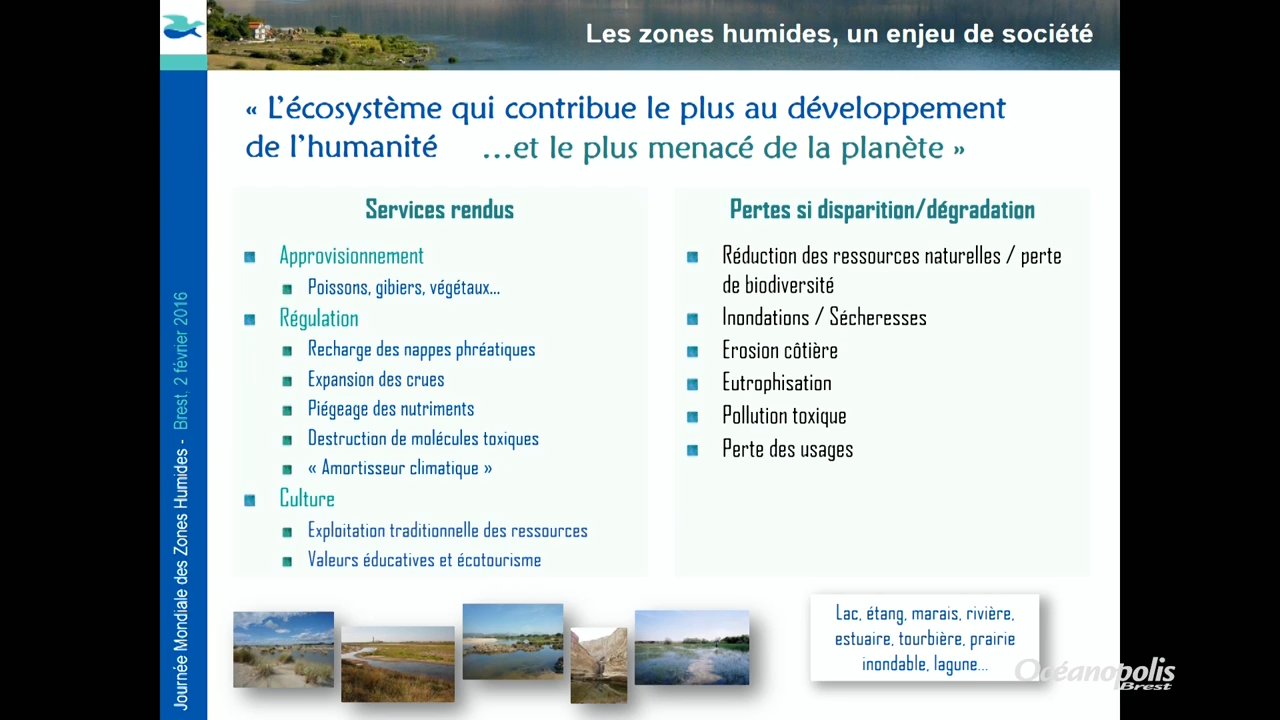 Les zones humides, un enjeu de société
« L'écosystème qui contribue le plus au développement
de l'humanité ...et le plus menacé de la planète »
Services rendus
Approvisionnement
Poissons, gibiers, végétaux...
Régulation
Recharge des nappes phréatiques
Expansion des crues
Piégeage des nutriments
Destruction de molécules toxiques
« Amortisseur climatique »
Culture
Exploitation traditionnelle des ressources
Valeurs éducatives et écotourisme
Pertes si disparition/dégradation
Réduction des ressources naturelles / perte
de biodiversité
Inondations / Sécheresses
Erosion côtière
Eutrophisation
Pollution toxique
Perte des usages
Lac, étang, marais, rivière,
estuaire, tourbière, prairie
inondable, lagune...
Océanopolis
Brest
Journée Mondiale des Zones Humides - Brest, 2 février 2016